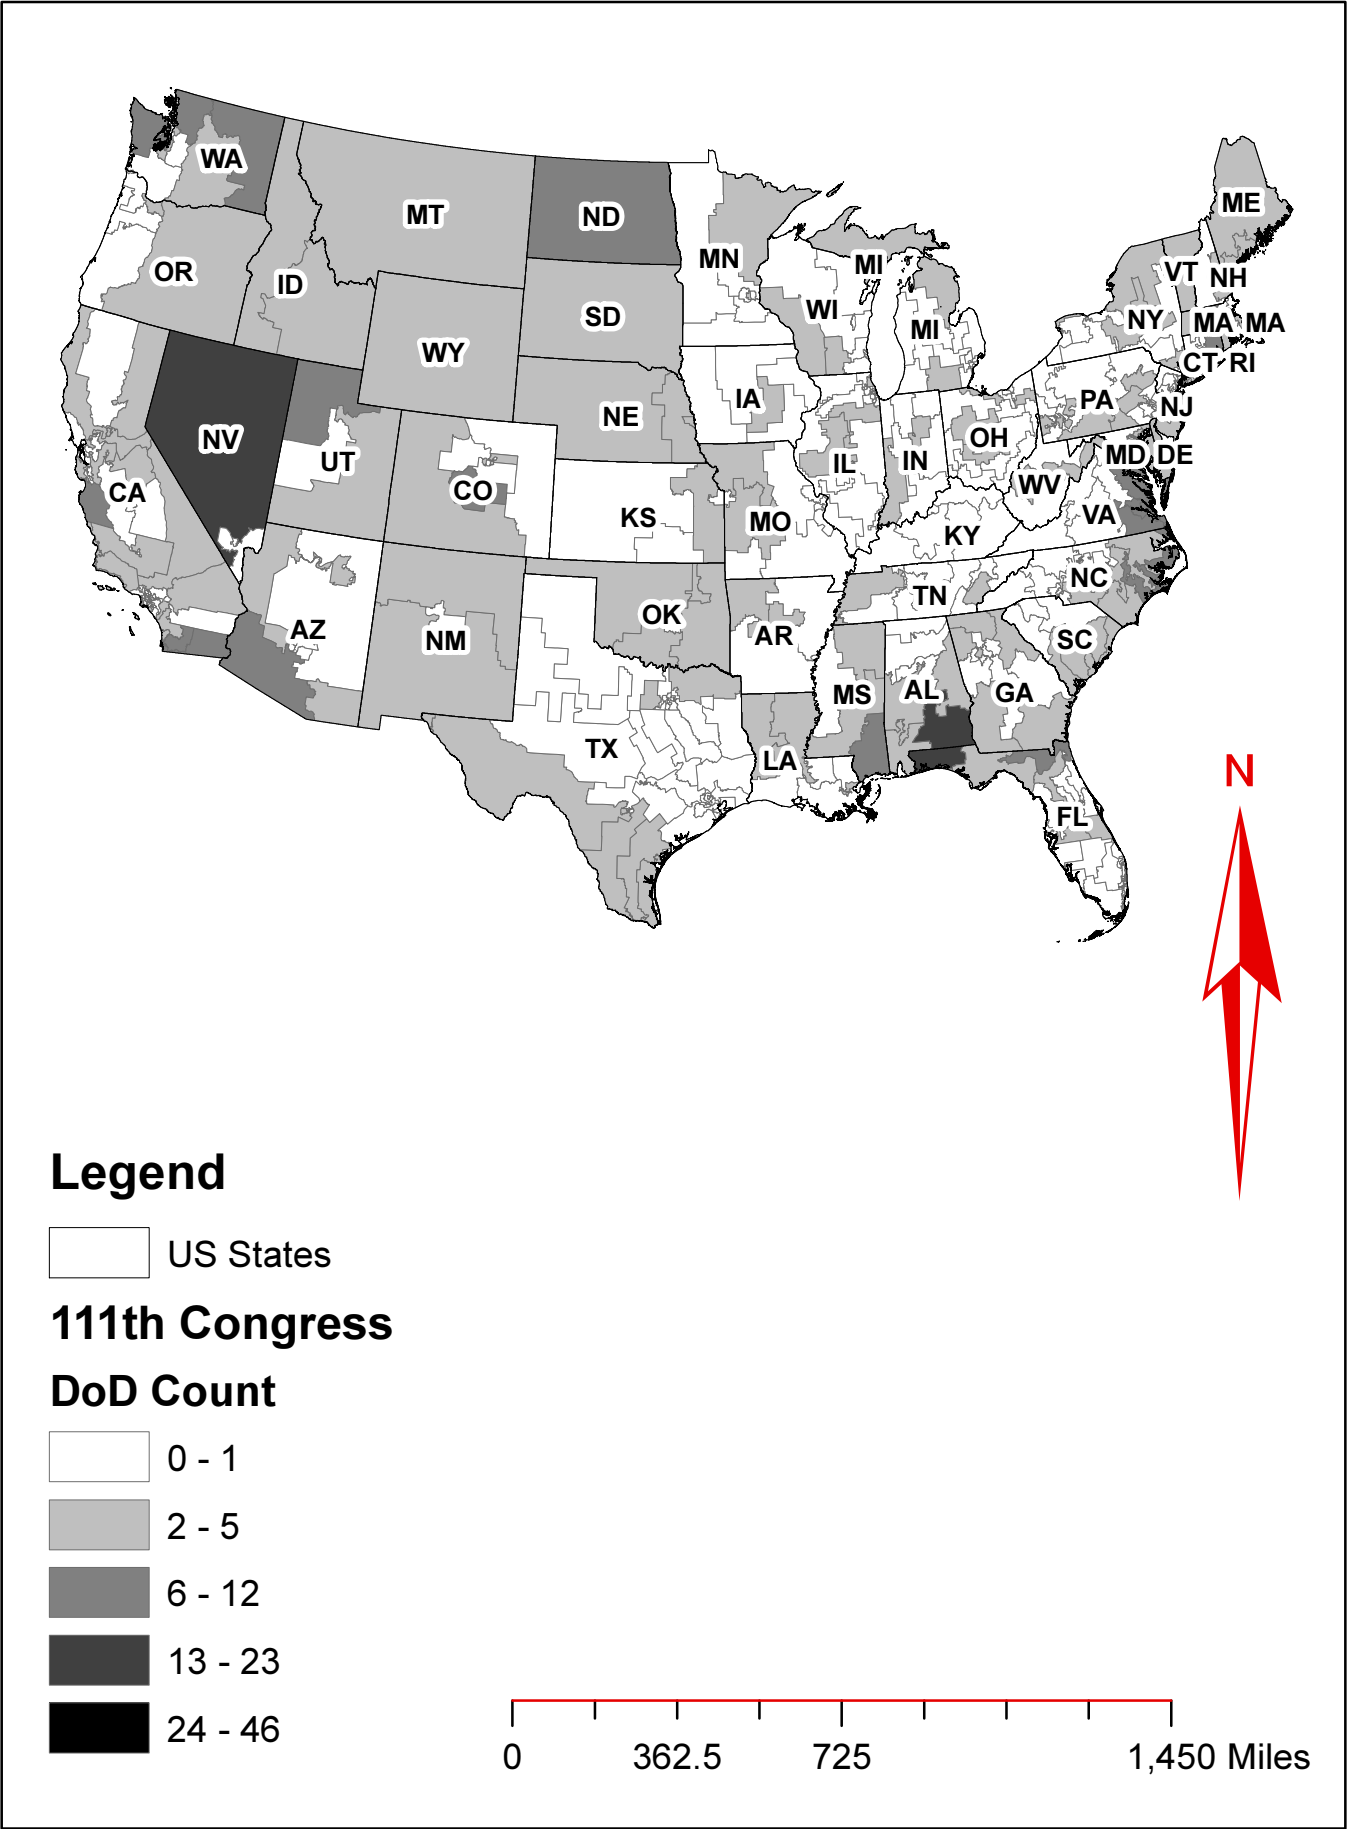 WA
MT
ND
MN
ME
OR
ID
SD
WI
MI
MI
VT
NH
NY
MA
MA
CT
RI
WY
NE
IA
PA
NJ
NV
UT
CO
IL
IN
OH
WV
MD
DE
CA
KS
MO
KY
VA
AZ
NM
OK
AR
TN
NC
SC
MS
AL
GA
TX
LA
FL
N
Legend
US States
111th Congress
DoD Count
0 - 1
2 - 5
6 - 12
13 - 23
24 - 46
0 362.5 725 1,450 Miles